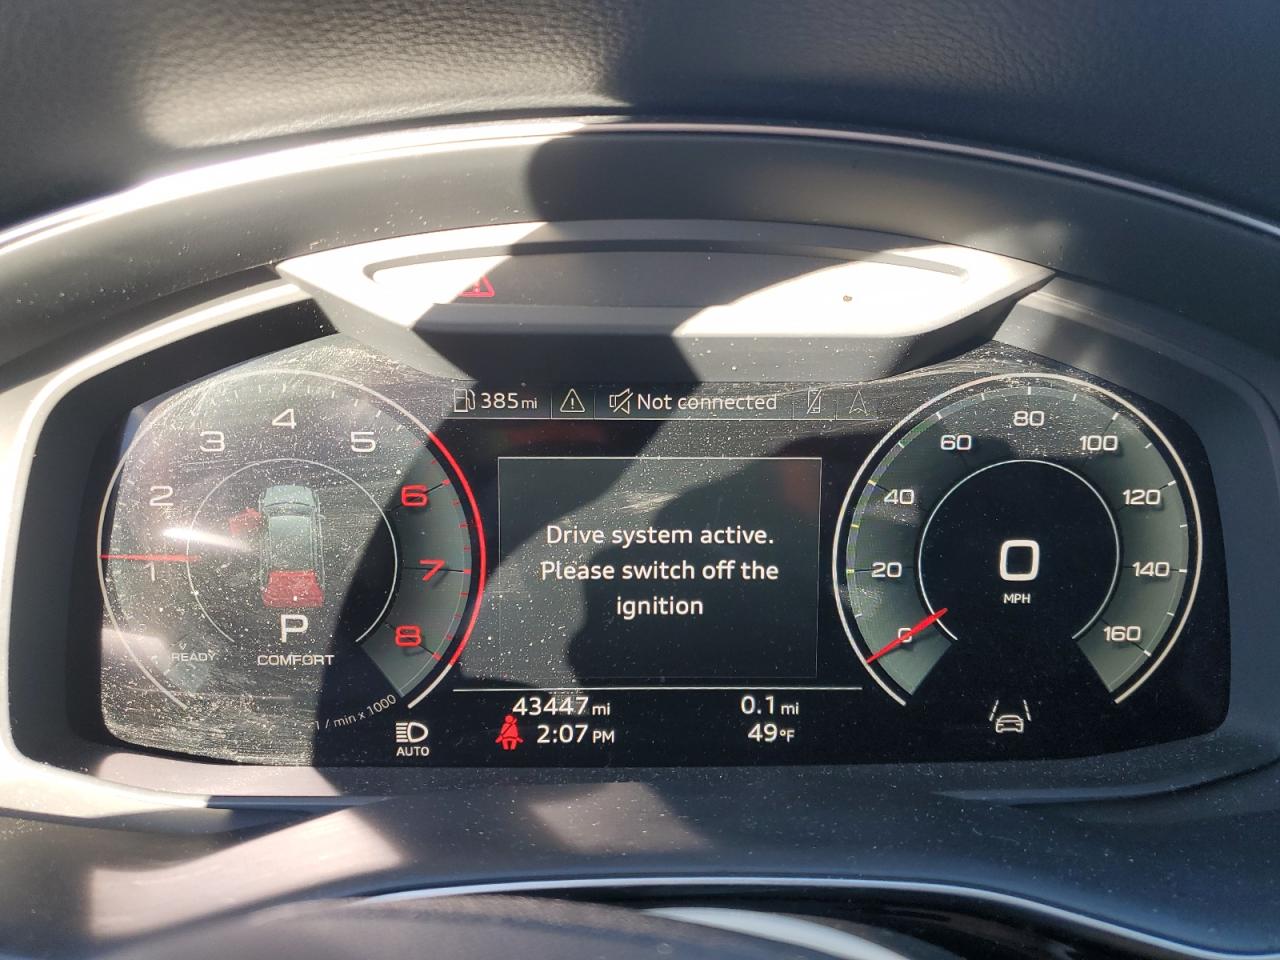 385 mi
Not connected
1
2
3
4
5
6
7
8
P
READY
COMFORT
1 / min x 1000
AUTO
Drive system active.
Please switch off the
ignition
43447 mi
0.1 mi
2:07 PM
49°F
0
20
40
60
80
100
120
140
160
0
MPH